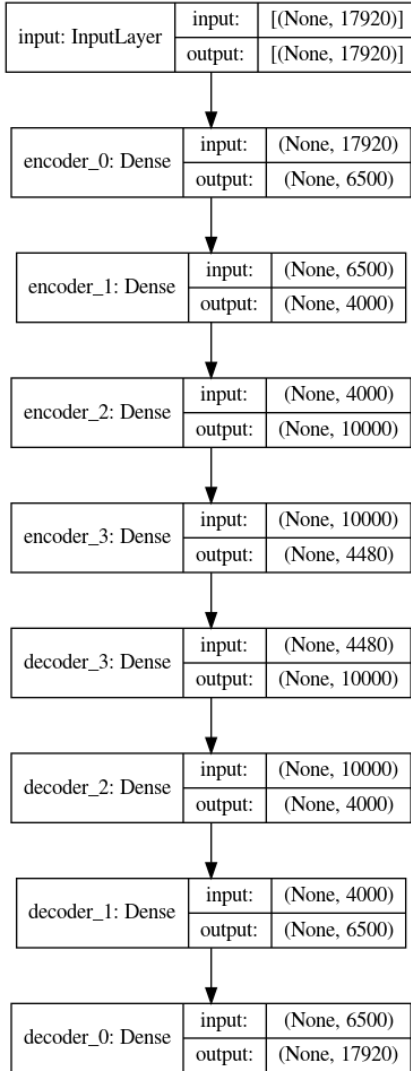 input: InputLayer
input: [(None, 17920)]
output: [(None, 17920)]
encoder_0: Dense
input: (None, 17920)
output: (None, 6500)
encoder_1: Dense
input: (None, 6500)
output: (None, 4000)
encoder_2: Dense
input: (None, 4000)
output: (None, 10000)
encoder_3: Dense
input: (None, 10000)
output: (None, 4480)
decoder_3: Dense
input: (None, 4480)
output: (None, 10000)
decoder_2: Dense
input: (None, 10000)
output: (None, 4000)
decoder_1: Dense
input: (None, 4000)
output: (None, 6500)
decoder_0: Dense
input: (None, 6500)
output: (None, 17920)